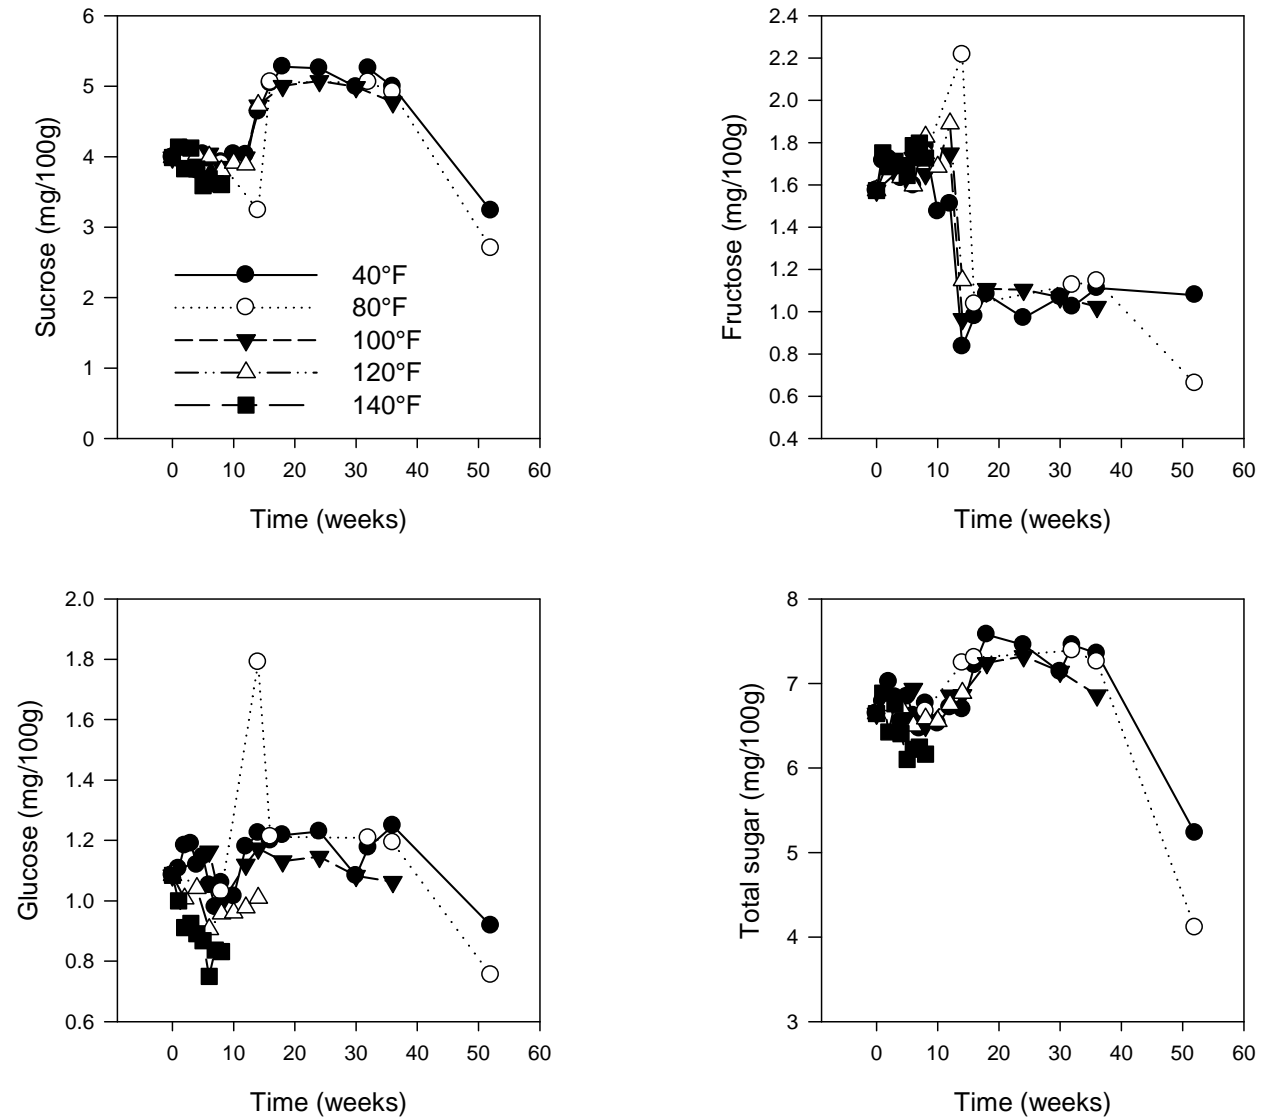 6
5
4
3
2
1
0
Sucrose (mg/100g)
40°F
80°F
100°F
120°F
140°F
0 10 20 30 40 50 60
Time (weeks)
2.4
2.2
2.0
1.8
1.6
1.4
1.2
1.0
0.8
0.6
0.4
Fructose (mg/100g)
0 10 20 30 40 50 60
Time (weeks)
2.0
1.8
1.6
1.4
1.2
1.0
0.8
0.6
Glucose (mg/100g)
0 10 20 30 40 50 60
Time (weeks)
8
7
6
5
4
3
Total sugar (mg/100g)
0 10 20 30 40 50 60
Time (weeks)